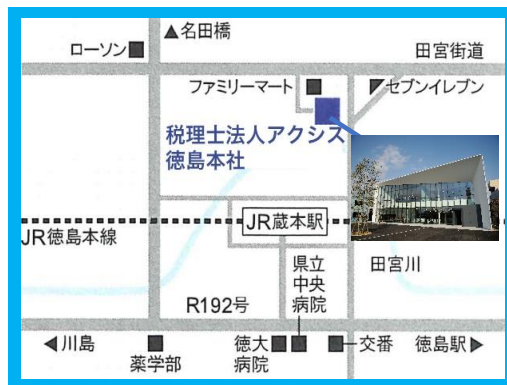 ▲名田橋
ローソン■
田宮街道
ファミリーマート■
◤セブンイレブン
税理士法人アクシス
徳島本社
JR蔵本駅
JR徳島本線
県立
中央
病院
田宮川
R192号
◀川島
薬学部
徳大
病院
交番
徳島駅▶